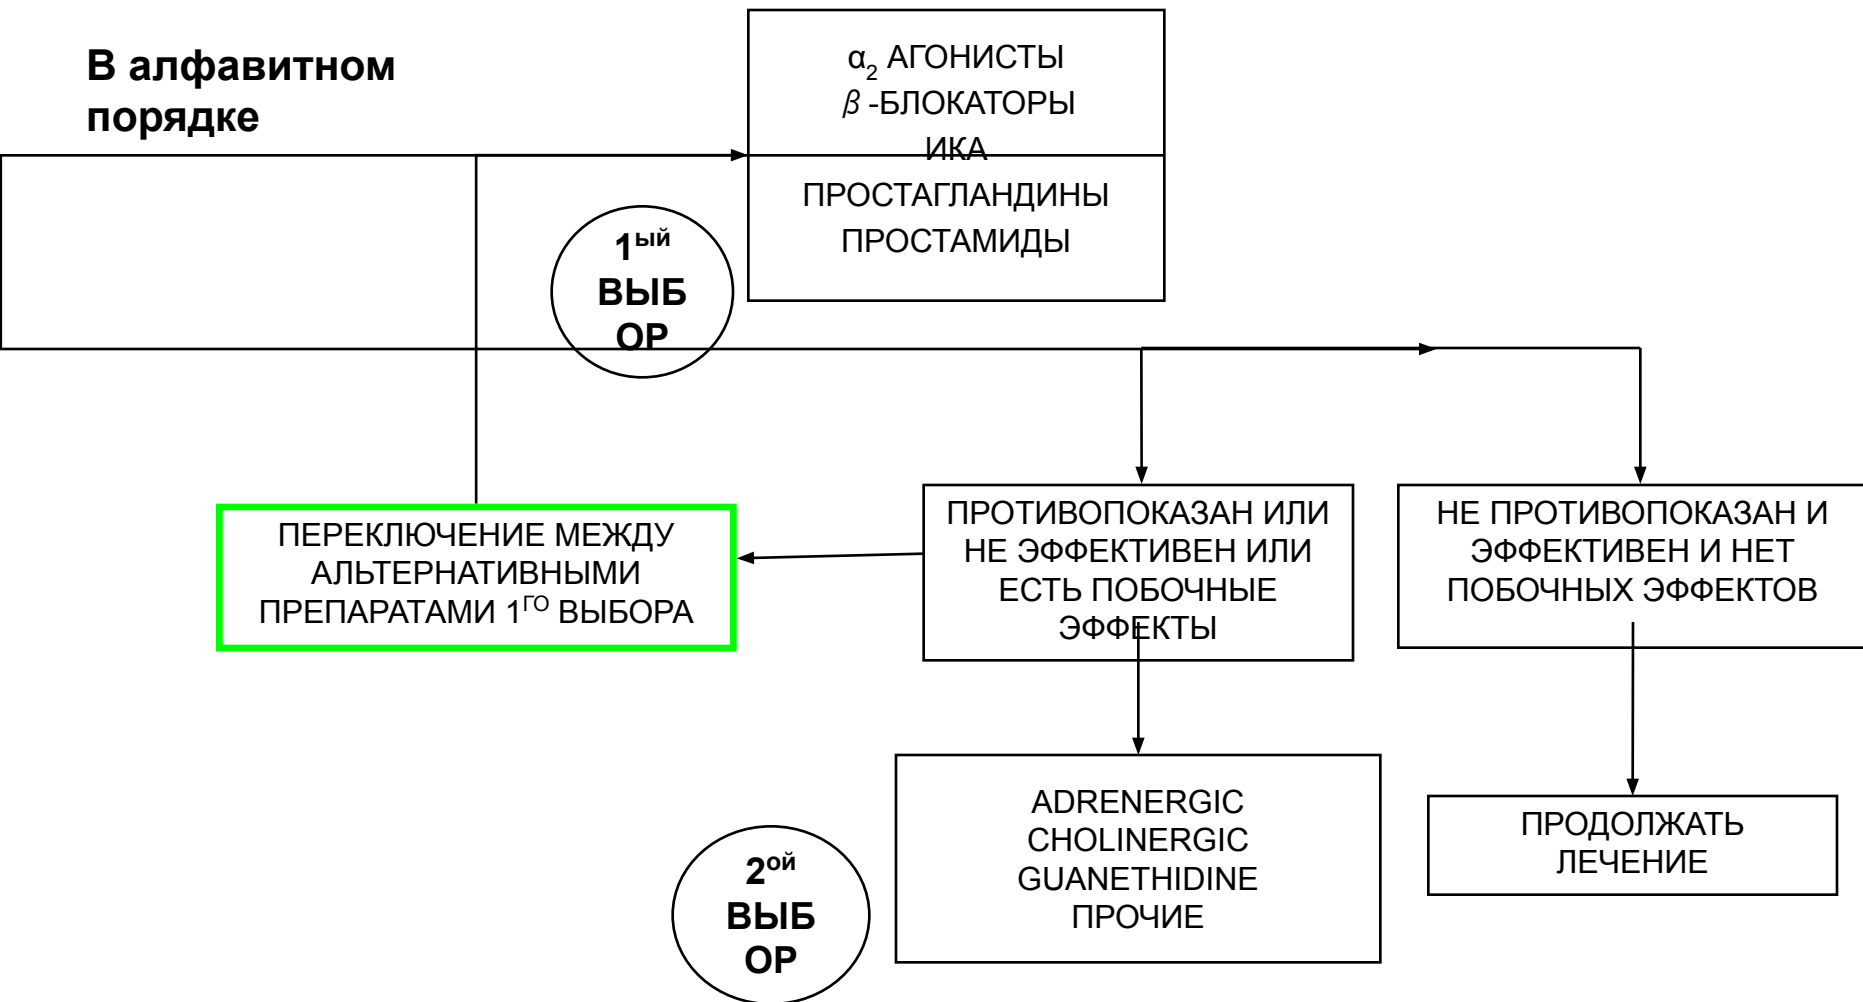 В алфавитном
порядке
α₂ АГОНИСТЫ
β -БЛОКАТОРЫ
ИКА
ПРОСТАГЛАНДИНЫ
ПРОСТАМИДЫ
1ый
ВЫБ
ОР
ПЕРЕКЛЮЧЕНИЕ МЕЖДУ
АЛЬТЕРНАТИВНЫМИ
ПРЕПАРАТАМИ 1ГО ВЫБОРА
ПРОТИВОПОКАЗАН ИЛИ
НЕ ЭФФЕКТИВЕН ИЛИ
ЕСТЬ ПОБОЧНЫЕ
ЭФФЕКТЫ
НЕ ПРОТИВОПОКАЗАН И
ЭФФЕКТИВЕН И НЕТ
ПОБОЧНЫХ ЭФФЕКТОВ
2ой
ВЫБ
ОР
ADRENERGIC
CHOLINERGIC
GUANETHIDINE
ПРОЧИЕ
ПРОДОЛЖАТЬ
ЛЕЧЕНИЕ